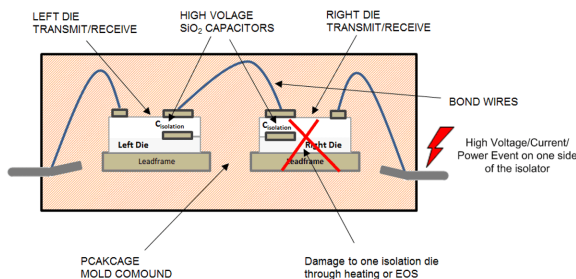 LEFT DIE
TRANSMIT/RECEIVE
HIGH VOLAGE
SiO2 CAPACITORS
RIGHT DIE
TRANSMIT/RECEIVE
BOND WIRES
Cisolation
Left Die
Leadframe
Cisolation
Right Die
Leadframe
High Voltage/Current/
Power Event on one side
of the isolator
PCAKCAGE
MOLD COMOUND
Damage to one isolation die
through heating or EOS